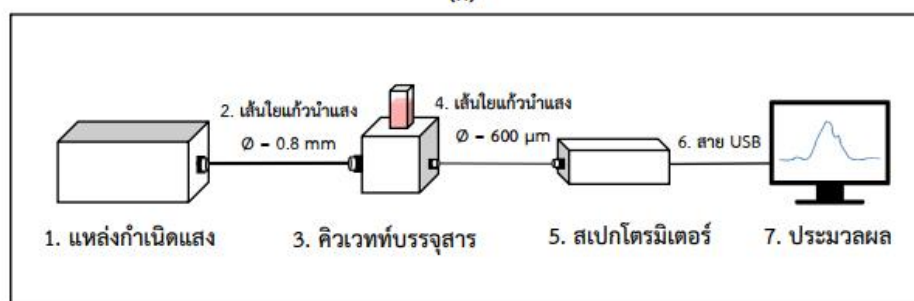 2. เส้นใยแก้วนำแสง
Ø – 0.8 mm
4. เส้นใยแก้วนำแสง
Ø – 600 µm
6. สาย USB
1. แหล่งกำเนิดแสง
3. คิวเวทท์บรรจุสาร
5. สเปกโตรมิเตอร์
7. ประมวลผล